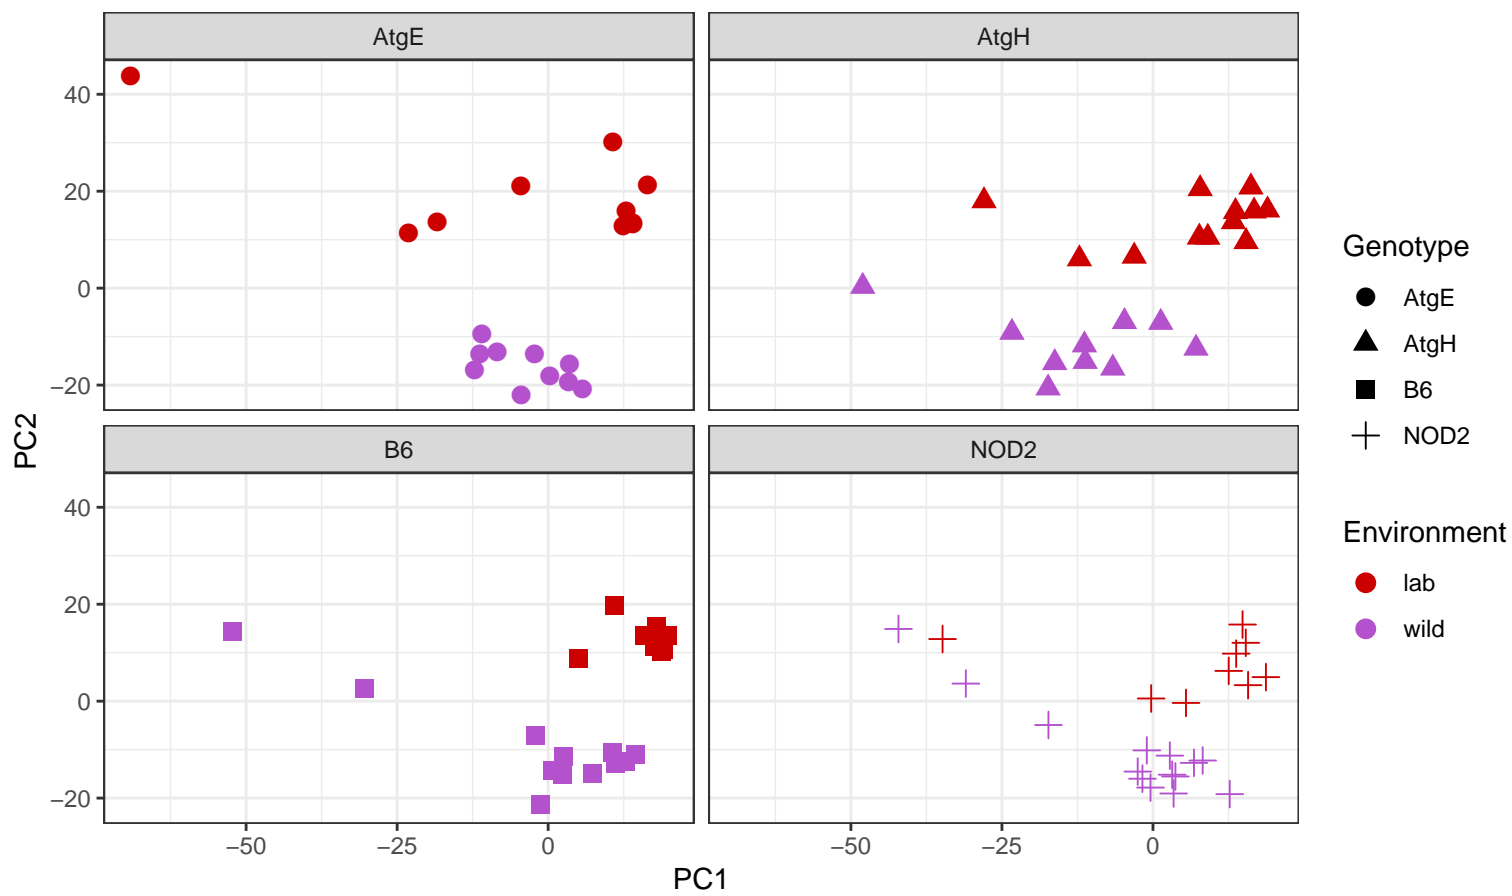 AtgE
AtgH
40
20
0
−20
B6
NOD2
40
20
0
−20
−50
−25
0
−50
−25
0
PC1
PC2
Genotype
AtgE
AtgH
B6
NOD2
Environment
lab
wild